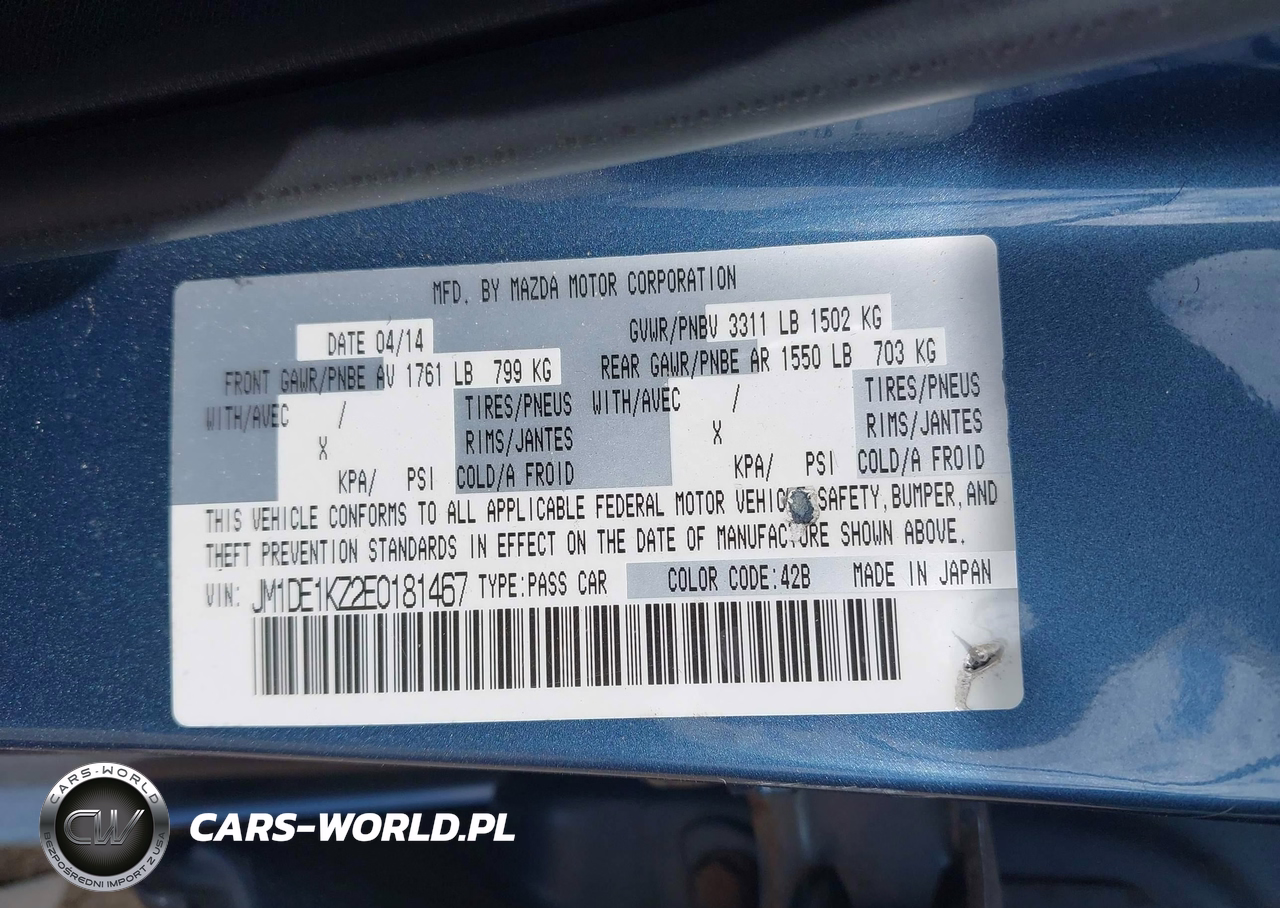 MFD. BY MAZDA MOTOR CORPORATION
DATE 04/14 GVWR/PNBV 3311 LB 1502 KG
FRONT GAWR/PNBE AV 1761 LB 799 KG REAR GAWR/PNBE AR 1550 LB 703 KG
WITH/AVEC / TIRES/PNEUS WITH/AVEC / TIRES/PNEUS
X RIMS/JANTES X RIMS/JANTES
KPA/ PSI COLD/A FROID KPA/ PSI COLD/A FROID
THIS VEHICLE CONFORMS TO ALL APPLICABLE FEDERAL MOTOR SAFETY, BUMPER, AND
THEFT PREVENTION STANDARDS IN EFFECT ON THE DATE OF MANUFACTURE SHOWN ABOVE.
VIN: JM1DE1KZ2E0181467 TYPE:PASS CAR COLOR CODE:42B MADE IN JAPAN
CARS-WORLD
CW
BEZPOŚREDNI IMPORT Z USA
CARS-WORLD.PL